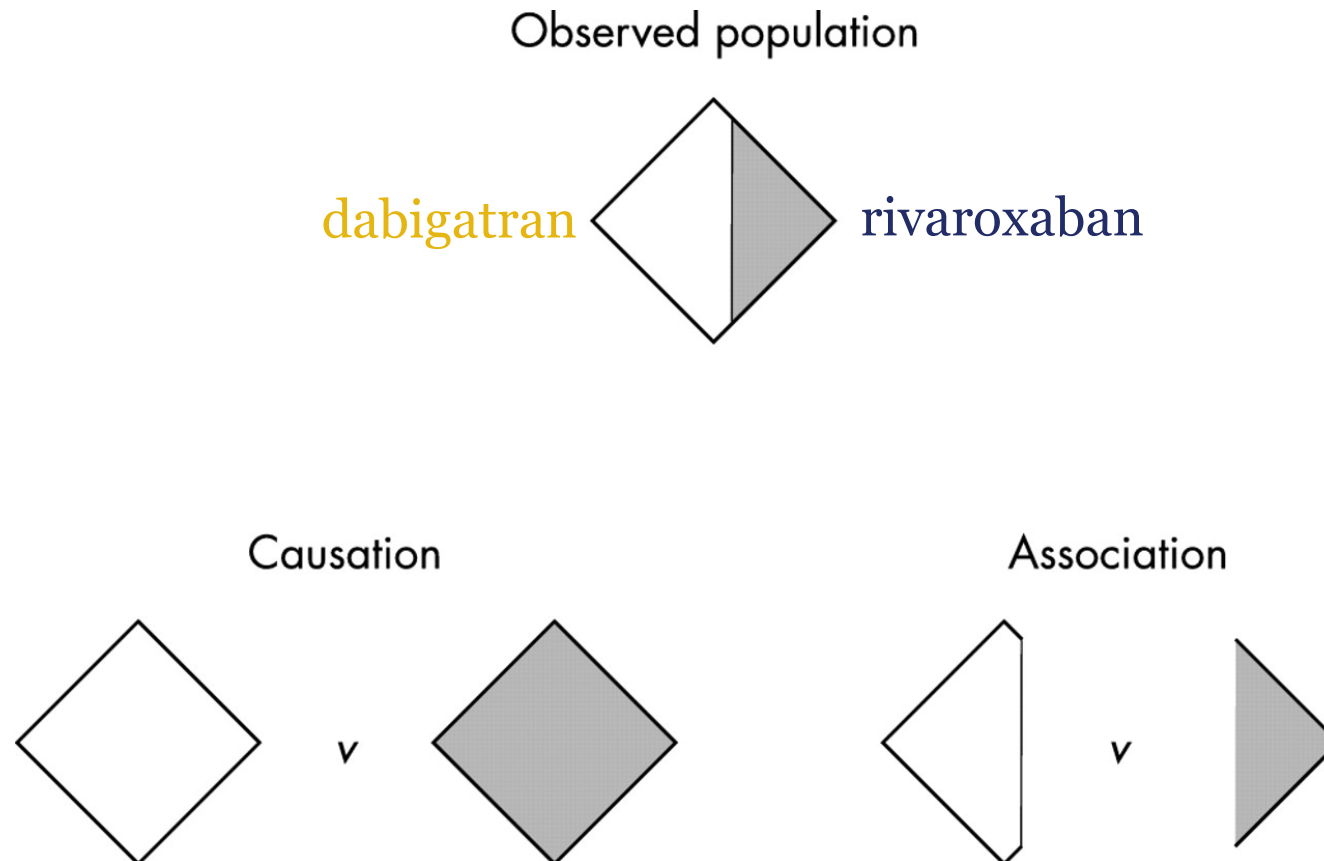 Observed population
dabigatran
rivaroxaban
Causation
Association
v
v